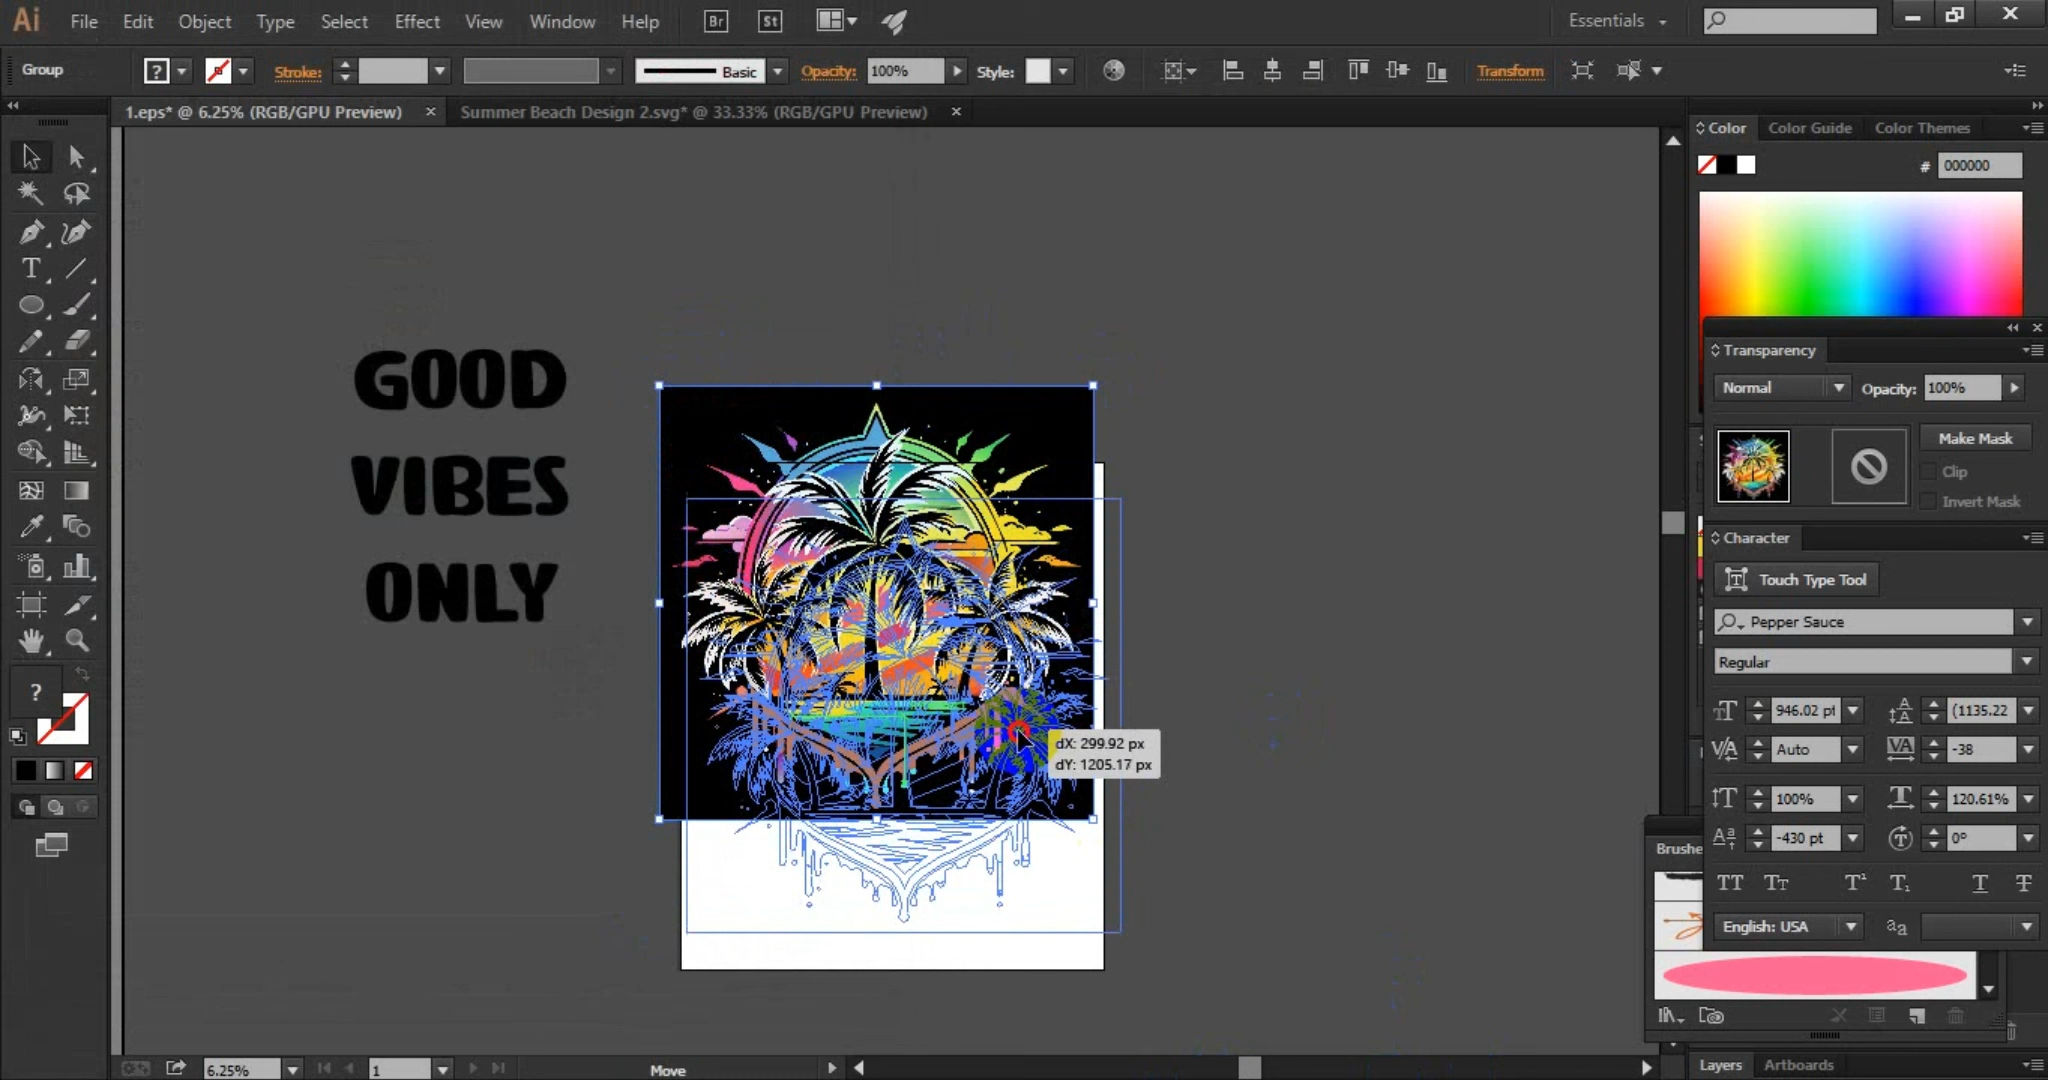 Ai File Edit Object Type Select Effect View Window Help Br St Essentials
Group ? Stroke: Basic Opacity: 100% Style: Transform
1.eps* @ 6.25% (RGB/GPU Preview) × Summer Beach Design 2.svg* @ 33.33% (RGB/GPU Preview) ×
Color Color Guide Color Themes
# 000000
Transparency
Normal Opacity: 100%
Make Mask
Clip
Invert Mask
GOOD
VIBES
ONLY
dX: 299.92 px
dY: 1205.17 px
Character
Touch Type Tool
Pepper Sauce
Regular
946.02 pt (1135.22
Auto -38
100% 120.61%
-430 pt 0°
English: USA
Brushe
?
6.25% 1 Move
Layers Artboards